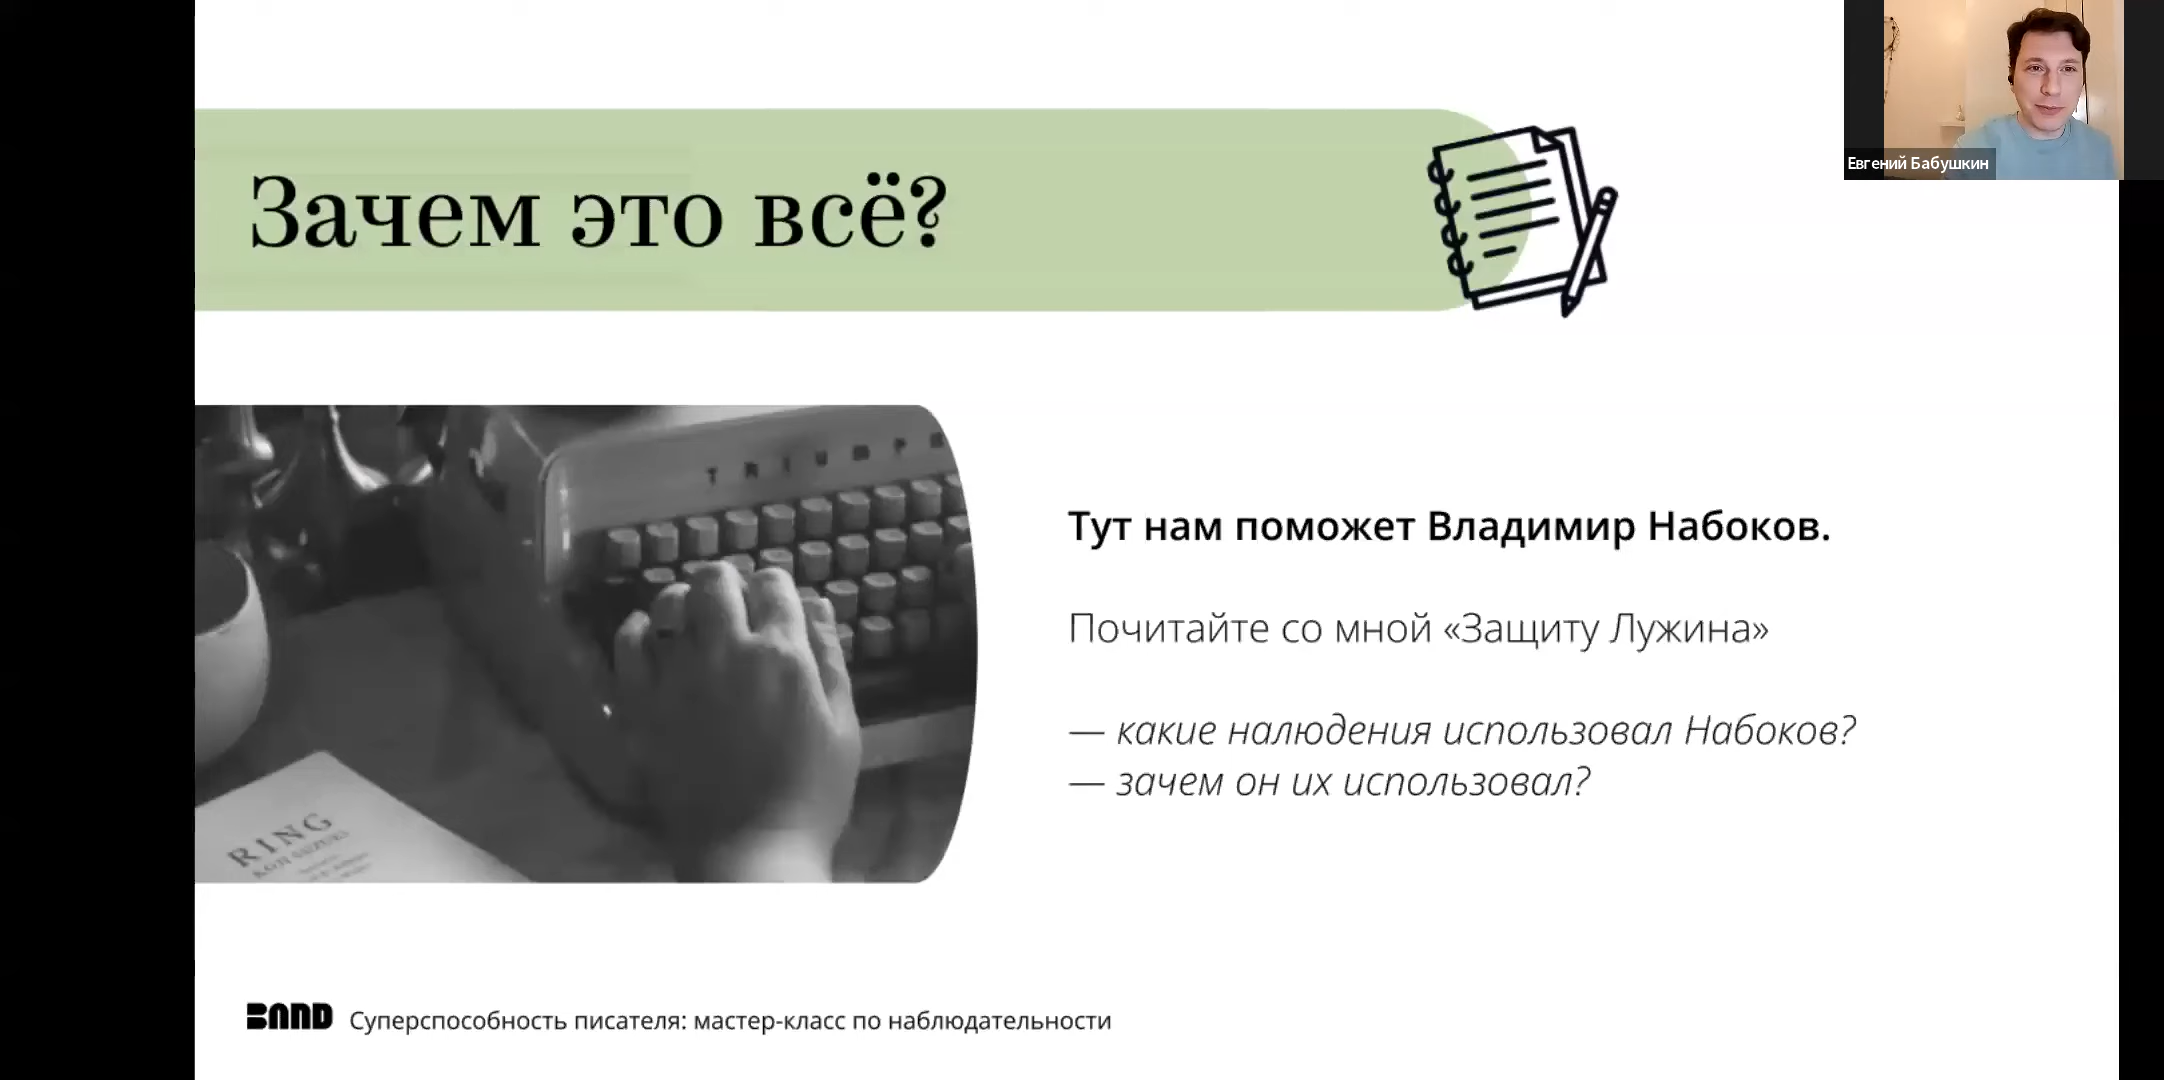 Зачем это всё?
Евгений Бабушкин
TRIUMP
Тут нам поможет Владимир Набоков.
Почитайте со мной «Защиту Лужина»
— какие налюдения использовал Набоков?
— зачем он их использовал?
RING
BAND Суперспособность писателя: мастер-класс по наблюдательности